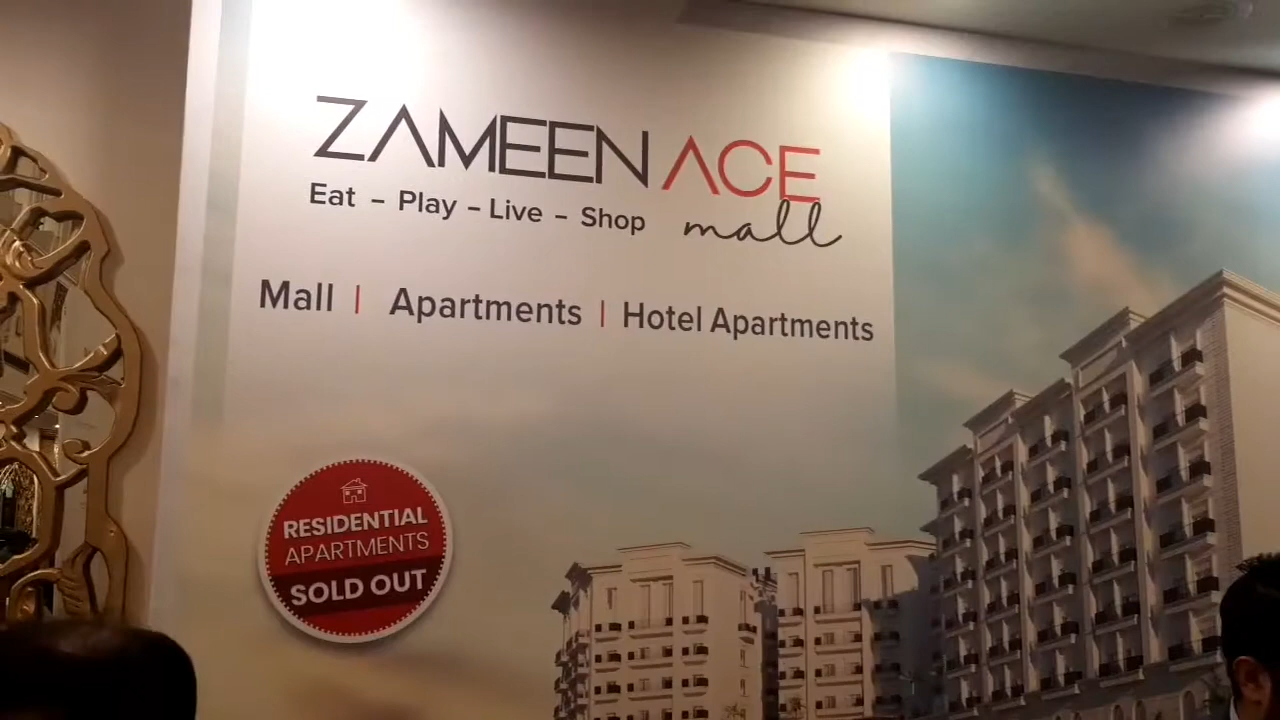 ZAMEEN ACE
mall
Eat - Play - Live - Shop
Mall | Apartments | Hotel Apartments
RESIDENTIAL
APARTMENTS
SOLD OUT